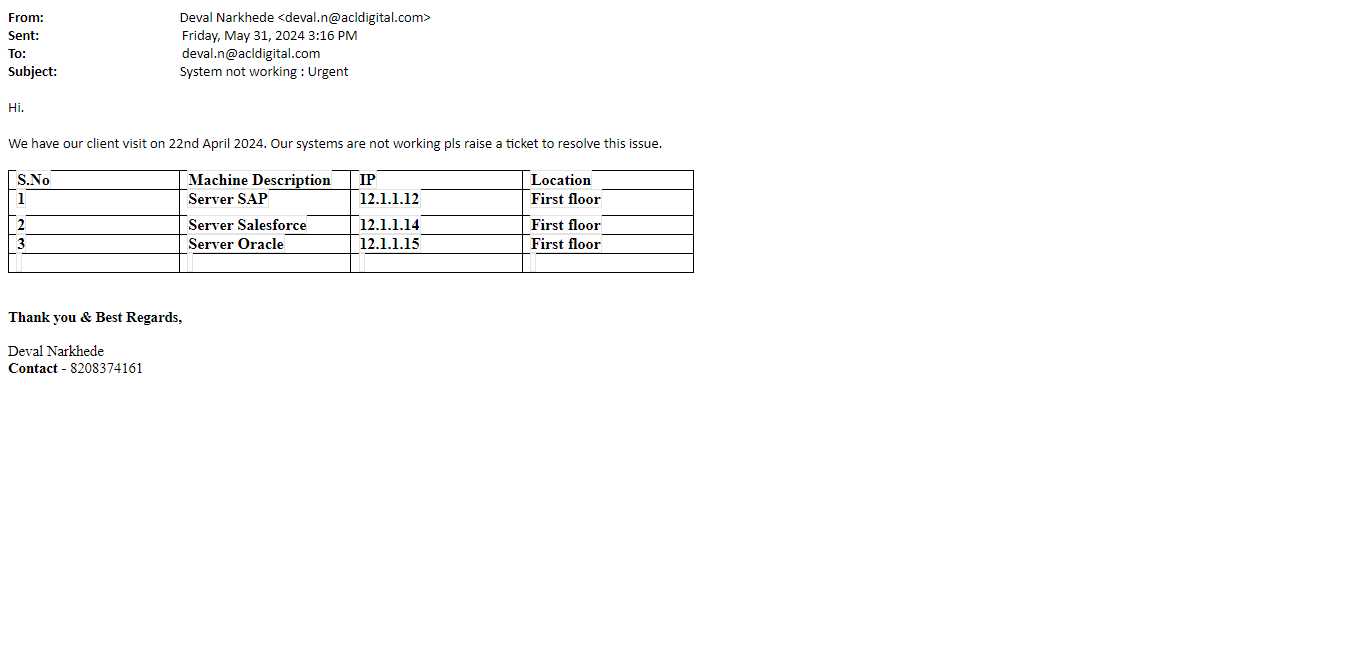 From: Deval Narkhede <deval.n@acldigital.com>
Sent: Friday, May 31, 2024 3:16 PM
To: deval.n@acldigital.com
Subject: System not working : Urgent
Hi.
We have our client visit on 22nd April 2024. Our systems are not working pls raise a ticket to resolve this issue.
S.No Machine Description IP Location
1 Server SAP 12.1.1.12 First floor
2 Server Salesforce 12.1.1.14 First floor
3 Server Oracle 12.1.1.15 First floor
Thank you & Best Regards,
Deval Narkhede
Contact - 8208374161